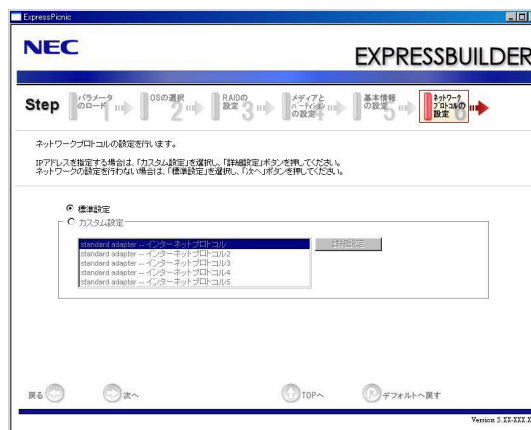 ExpressPicnic
NEC
EXPRESSBUILDER
Step パラメータのロード 1 OSの選択 2 RAIDの設定 3 メディアとパーティションの設定 4 基本情報の設定 5 ネットワークプロトコルの設定 6
ネットワークプロトコルの設定を行います。
IPアドレスを指定する場合は、「カスタム設定」を選択し、「詳細設定」ボタンを押してください。
ネットワークの設定を行わない場合は、「標準設定」を選択し、「次へ」ボタンを押してください。
標準設定
カスタム設定
standard adapter -- インターネットプロトコル 詳細設定
standard adapter -- インターネットプロトコル2
standard adapter -- インターネットプロトコル3
standard adapter -- インターネットプロトコル4
standard adapter -- インターネットプロトコル5
戻る 次へ TOPへ デフォルトへ戻す
Version 5.XX-XXX.X